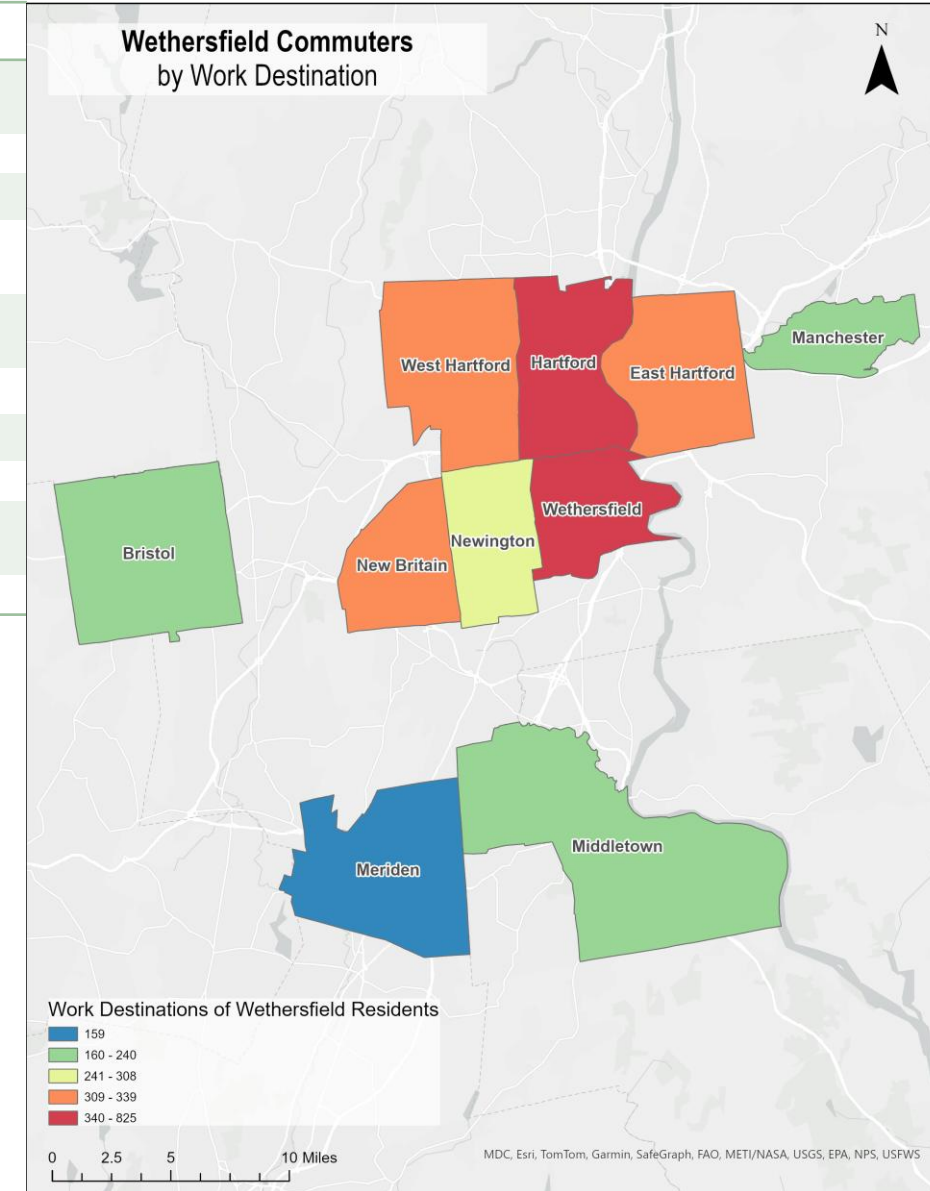 Wethersfield Commuters
by Work Destination
N
Manchester
West Hartford
Hartford
East Hartford
Wethersfield
Newington
Bristol
New Britain
Middletown
Meriden
Work Destinations of Wethersfield Residents
159
160 - 240
241 - 308
309 - 339
340 - 825
0 2.5 5 10 Miles
MDC, Esri, TomTom, Garmin, SafeGraph, FAO, METI/NASA, USGS, EPA, NPS, USFWS